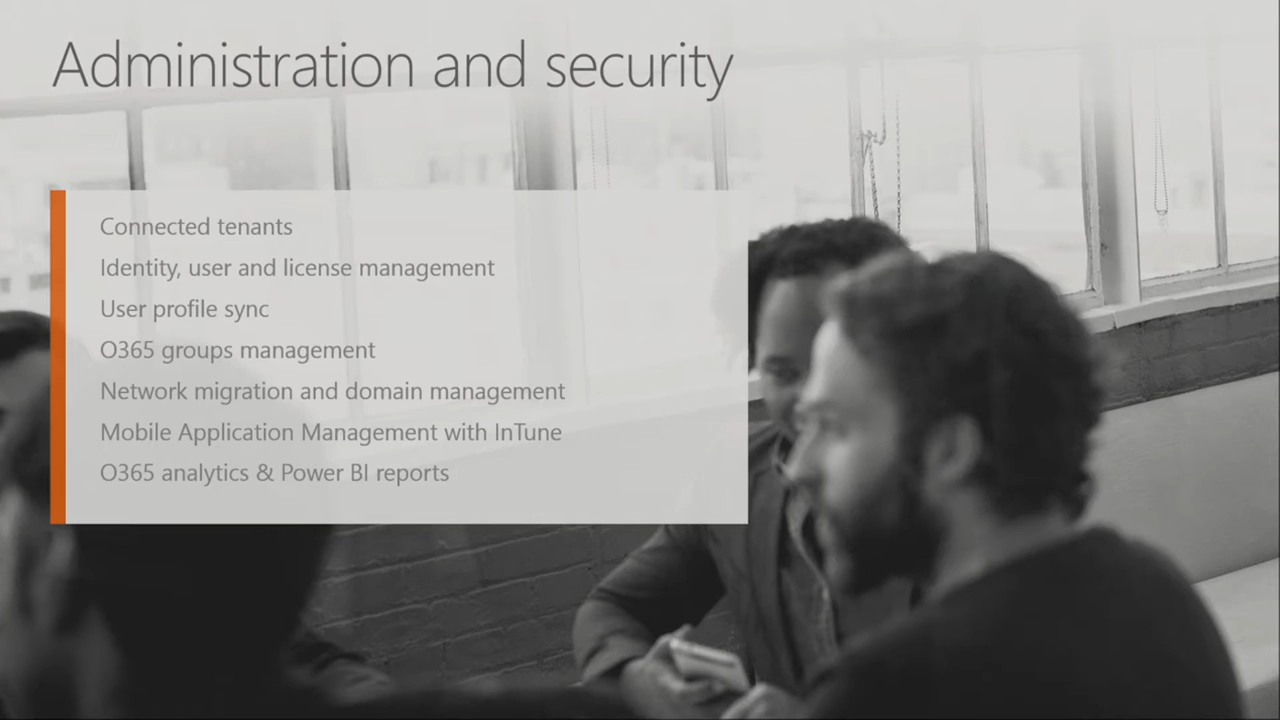 Administration and security
Connected tenants
Identity, user and license management
User profile sync
O365 groups management
Network migration and domain management
Mobile Application Management with InTune
O365 analytics & Power BI reports